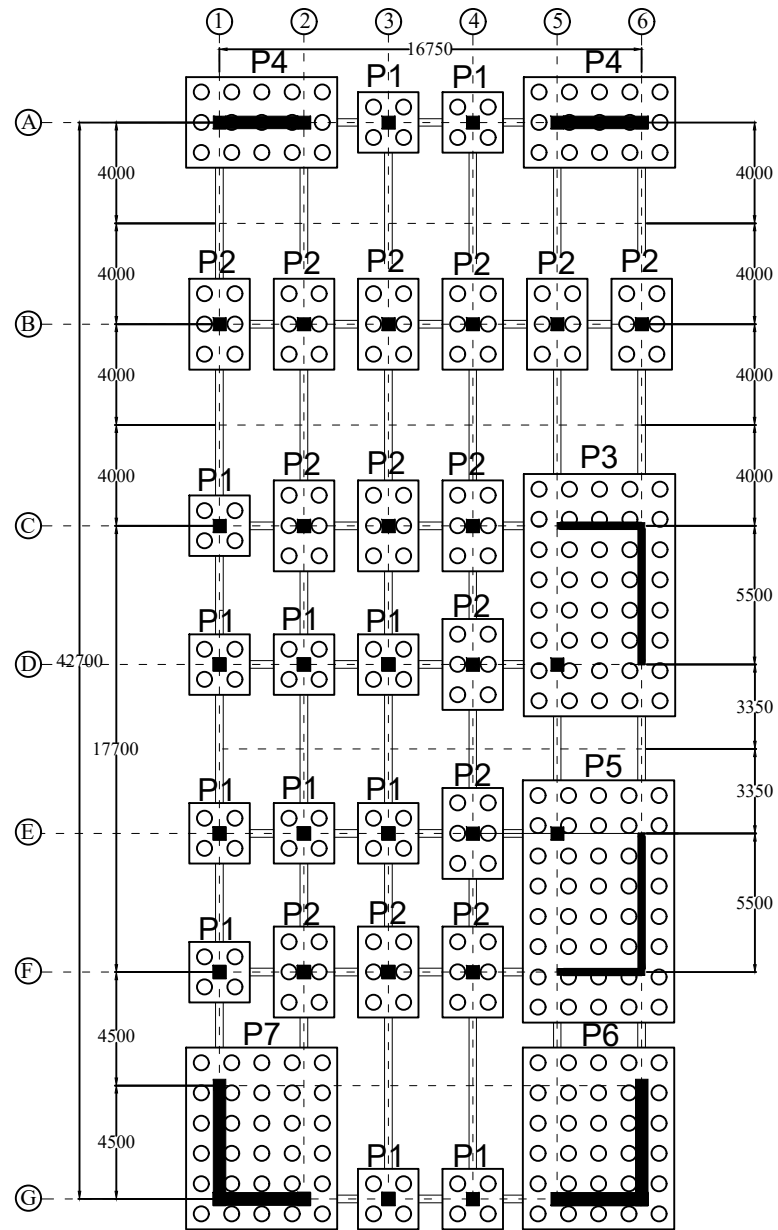 1 2 3 4 5 6
16750
P4 P1 P1 P4
A
4000 4000
4000 4000
P2 P2 P2 P2 P2 P2
B
4000 4000
4000 4000
P1 P2 P2 P2 P3
C
5500
P1 P1 P1 P2
D 42700
3350
17700
3350
P1 P1 P1 P2 P5
E
5500
P1 P2 P2 P2
F
4500
P7 P6
4500
P1 P1
G